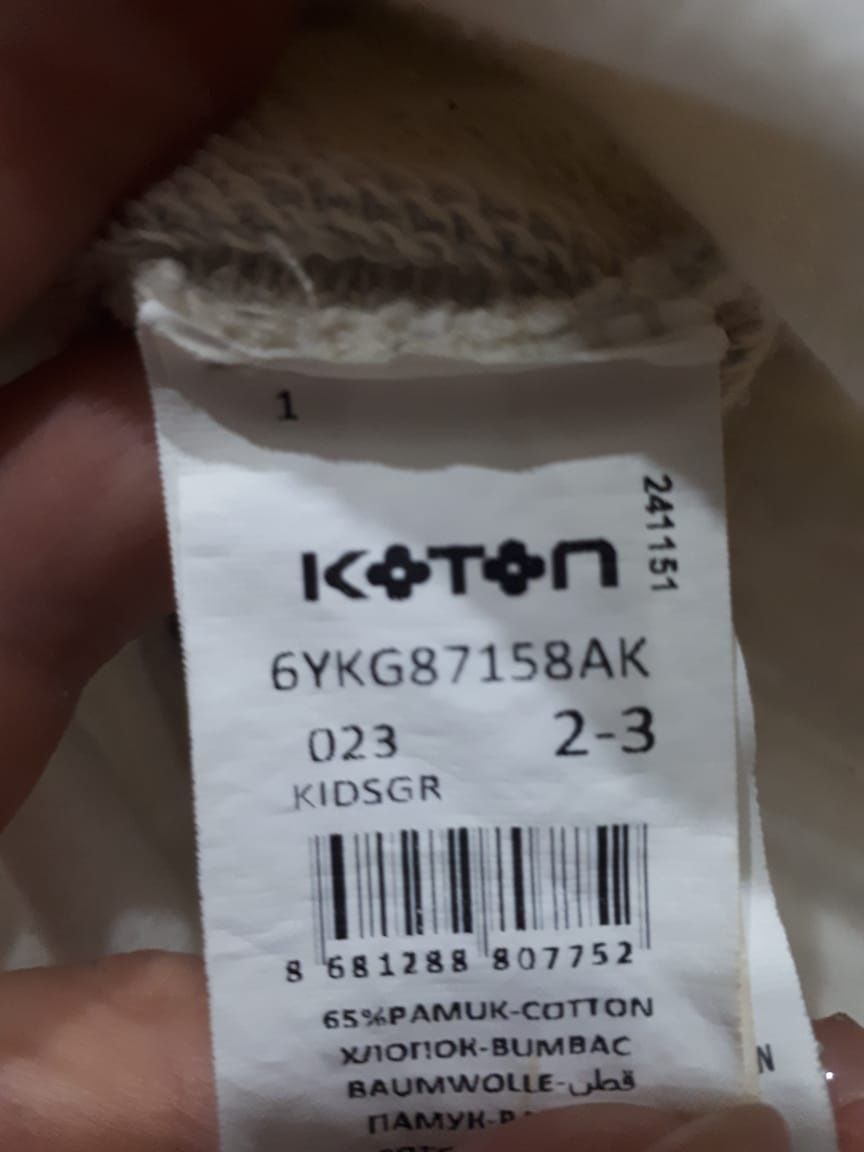 1
241151
KOTON
6YKG87158AK
023 2-3
KIDSGR
8 681288 807752
65%PAMUK-COTTON
ХЛОПОК-BUMBAC
BAUMWOLLE-قطن
ПАМУК-
N